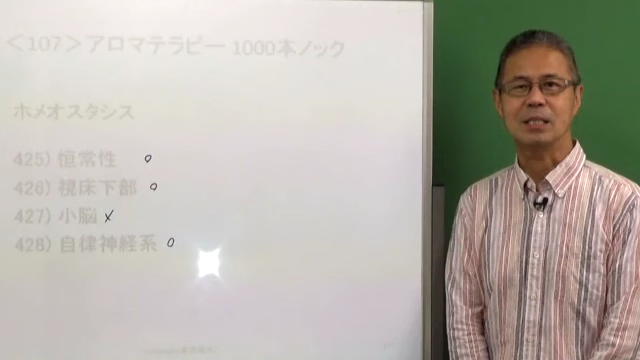 <107>アロマテラピー 1000本ノック
ホメオスタシス
425) 恒常性 o
426) 視床下部 o
427) 小脳 x
428) 自律神経系 o